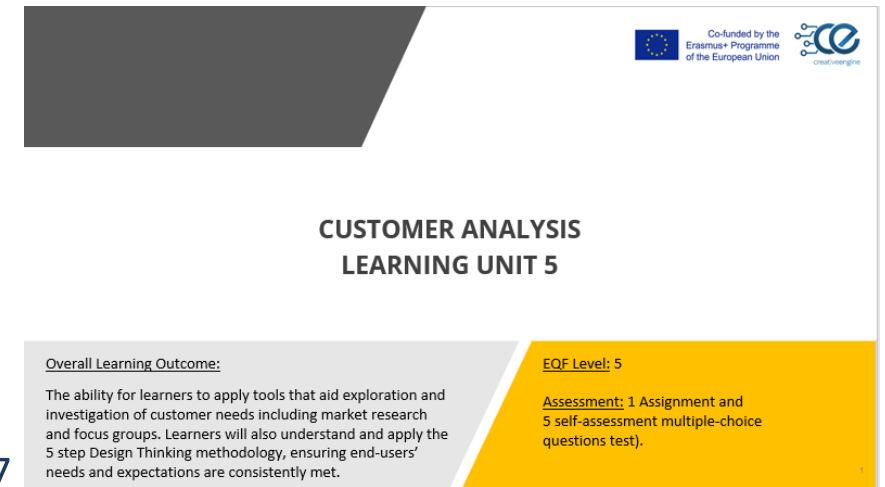 Co-funded by the
Erasmus+ Programme
of the European Union
CE
creativeengine
CUSTOMER ANALYSIS
LEARNING UNIT 5
Overall Learning Outcome:
The ability for learners to apply tools that aid exploration and
investigation of customer needs including market research
and focus groups. Learners will also understand and apply the
5 step Design Thinking methodology, ensuring end-users’
needs and expectations are consistently met.
EQF Level: 5
Assessment: 1 Assignment and
5 self-assessment multiple-choice
questions test).
1
7